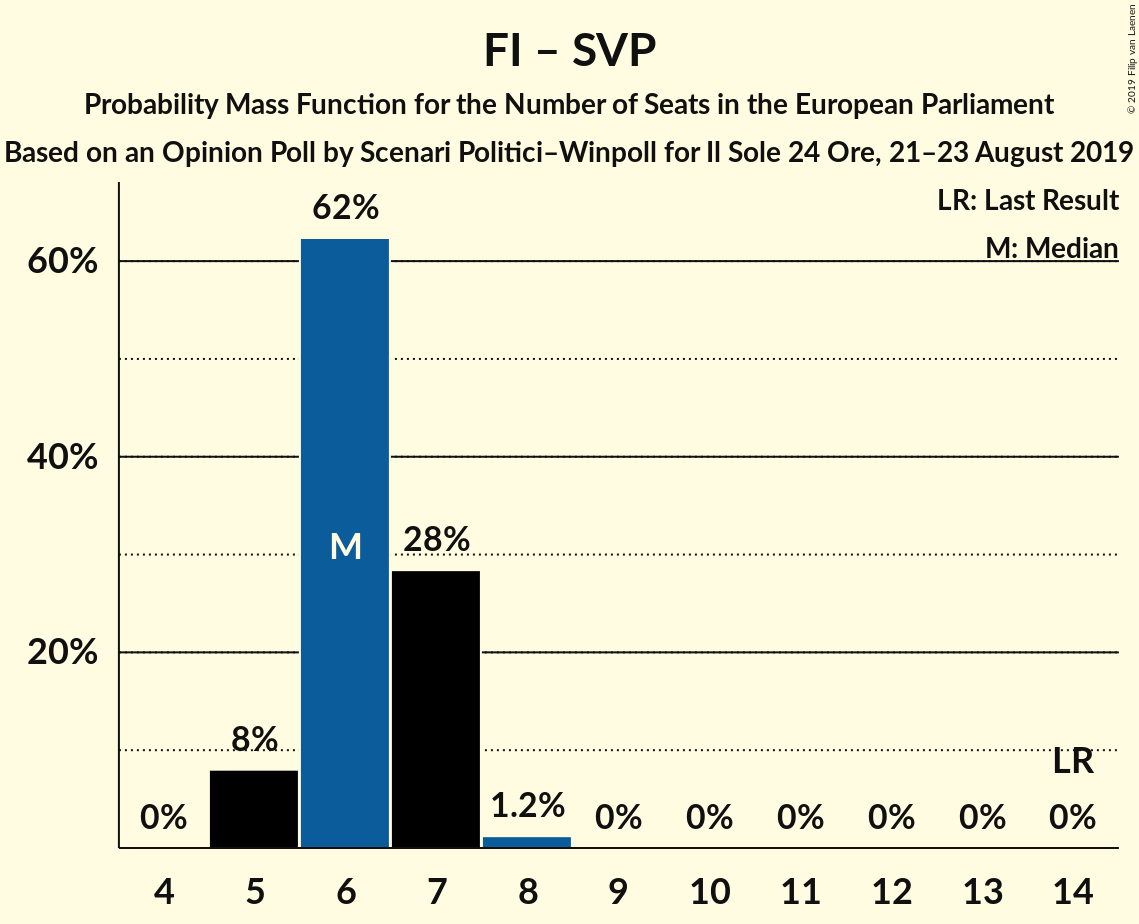 FI – SVP
Probability Mass Function for the Number of Seats in the European Parliament
Based on an Opinion Poll by Scenari Politici–Winpoll for Il Sole 24 Ore, 21–23 August 2019
© 2019 Filip van Laenen
LR: Last Result
M: Median
62%
60%
40%
M
28%
20%
8%
LR
1.2%
0% 0% 0% 0% 0% 0% 0%
4 5 6 7 8 9 10 11 12 13 14